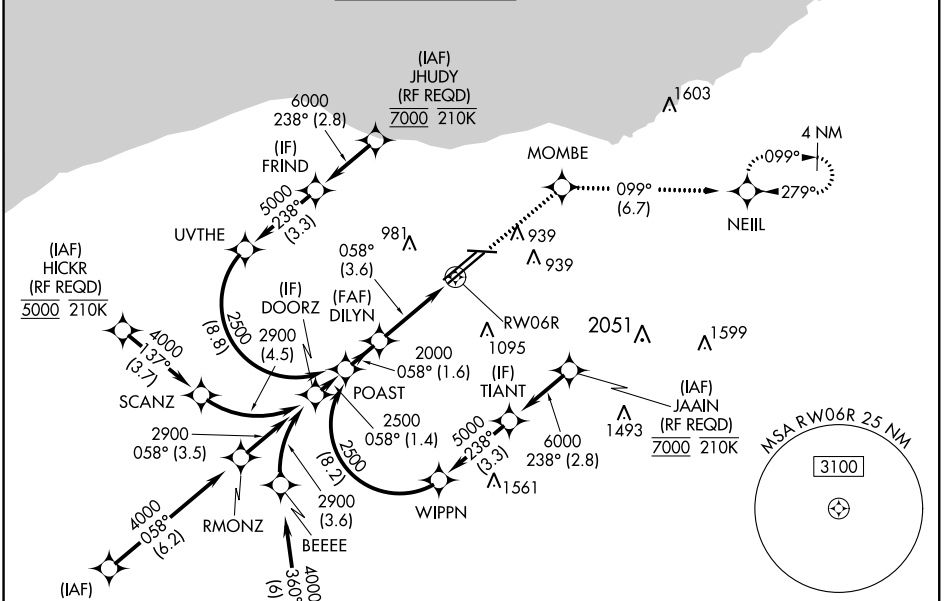 (IAF)
JHUDY
(RF REQD)
7000 210K
6000
238° (2.8)
(IF)
FRIND
5000
238°
(3.3)
UVTHE
1603
4 NM
099°
279°
NEIIL
MOMBE
099°
(6.7)
981
939
939
058°
(3.6)
(FAF)
DILYN
RW06R
(IAF)
HICKR
(RF REQD)
5000 210K
4000
137°
(3.7)
SCANZ
2500
(8.8)
(IF)
DOORZ
2900
(4.5)
2000
058° (1.6)
POAST
2500
058° (1.4)
1095
2051
1599
(IF)
TIANT
(IAF)
JAAIN
(RF REQD)
7000 210K
1493
5000
238°
(3.3)
6000
238° (2.8)
2900
058° (3.5)
RMONZ
2500
(8.2)
WIPPN
1561
2900
(3.6)
BEEEE
4000
058°
(6.2)
(IAF)
4000
360°
(6)
MSA RW06R 25 NM
3100